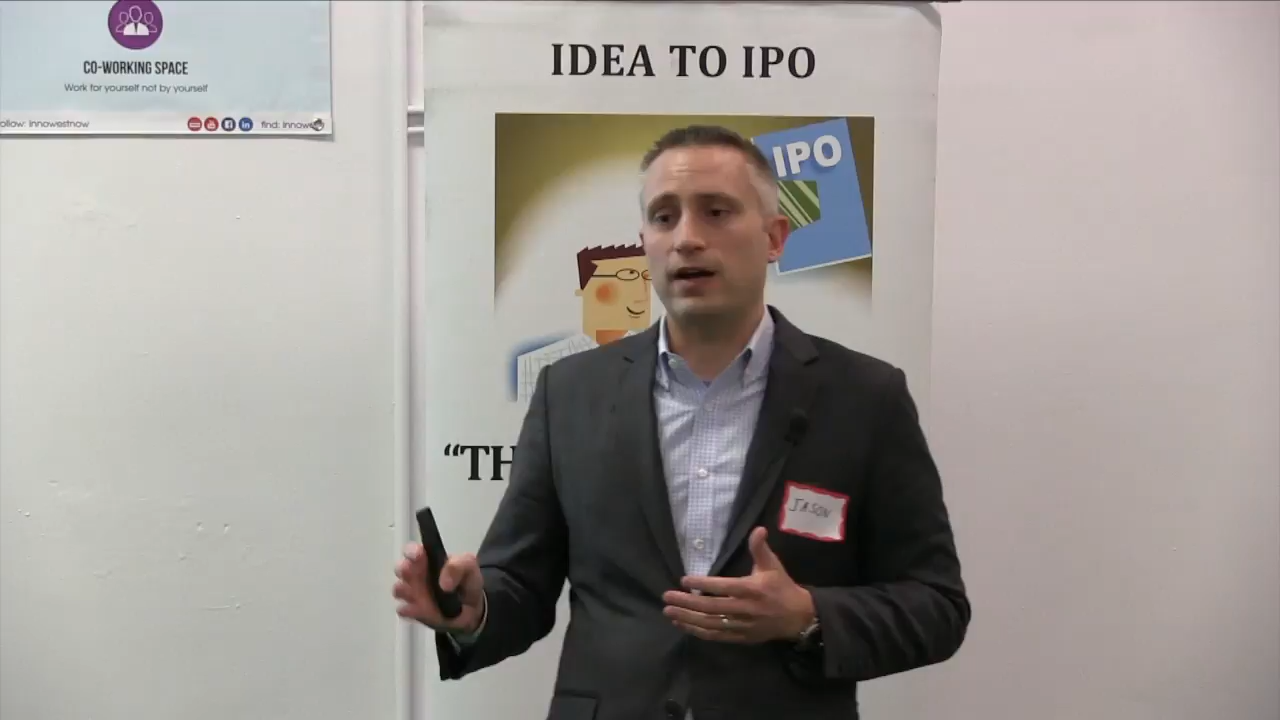 CO-WORKING SPACE
Work for yourself not by yourself
ollow: innowestnow
find: innow
IDEA TO IPO
IPO
“TH
JASON